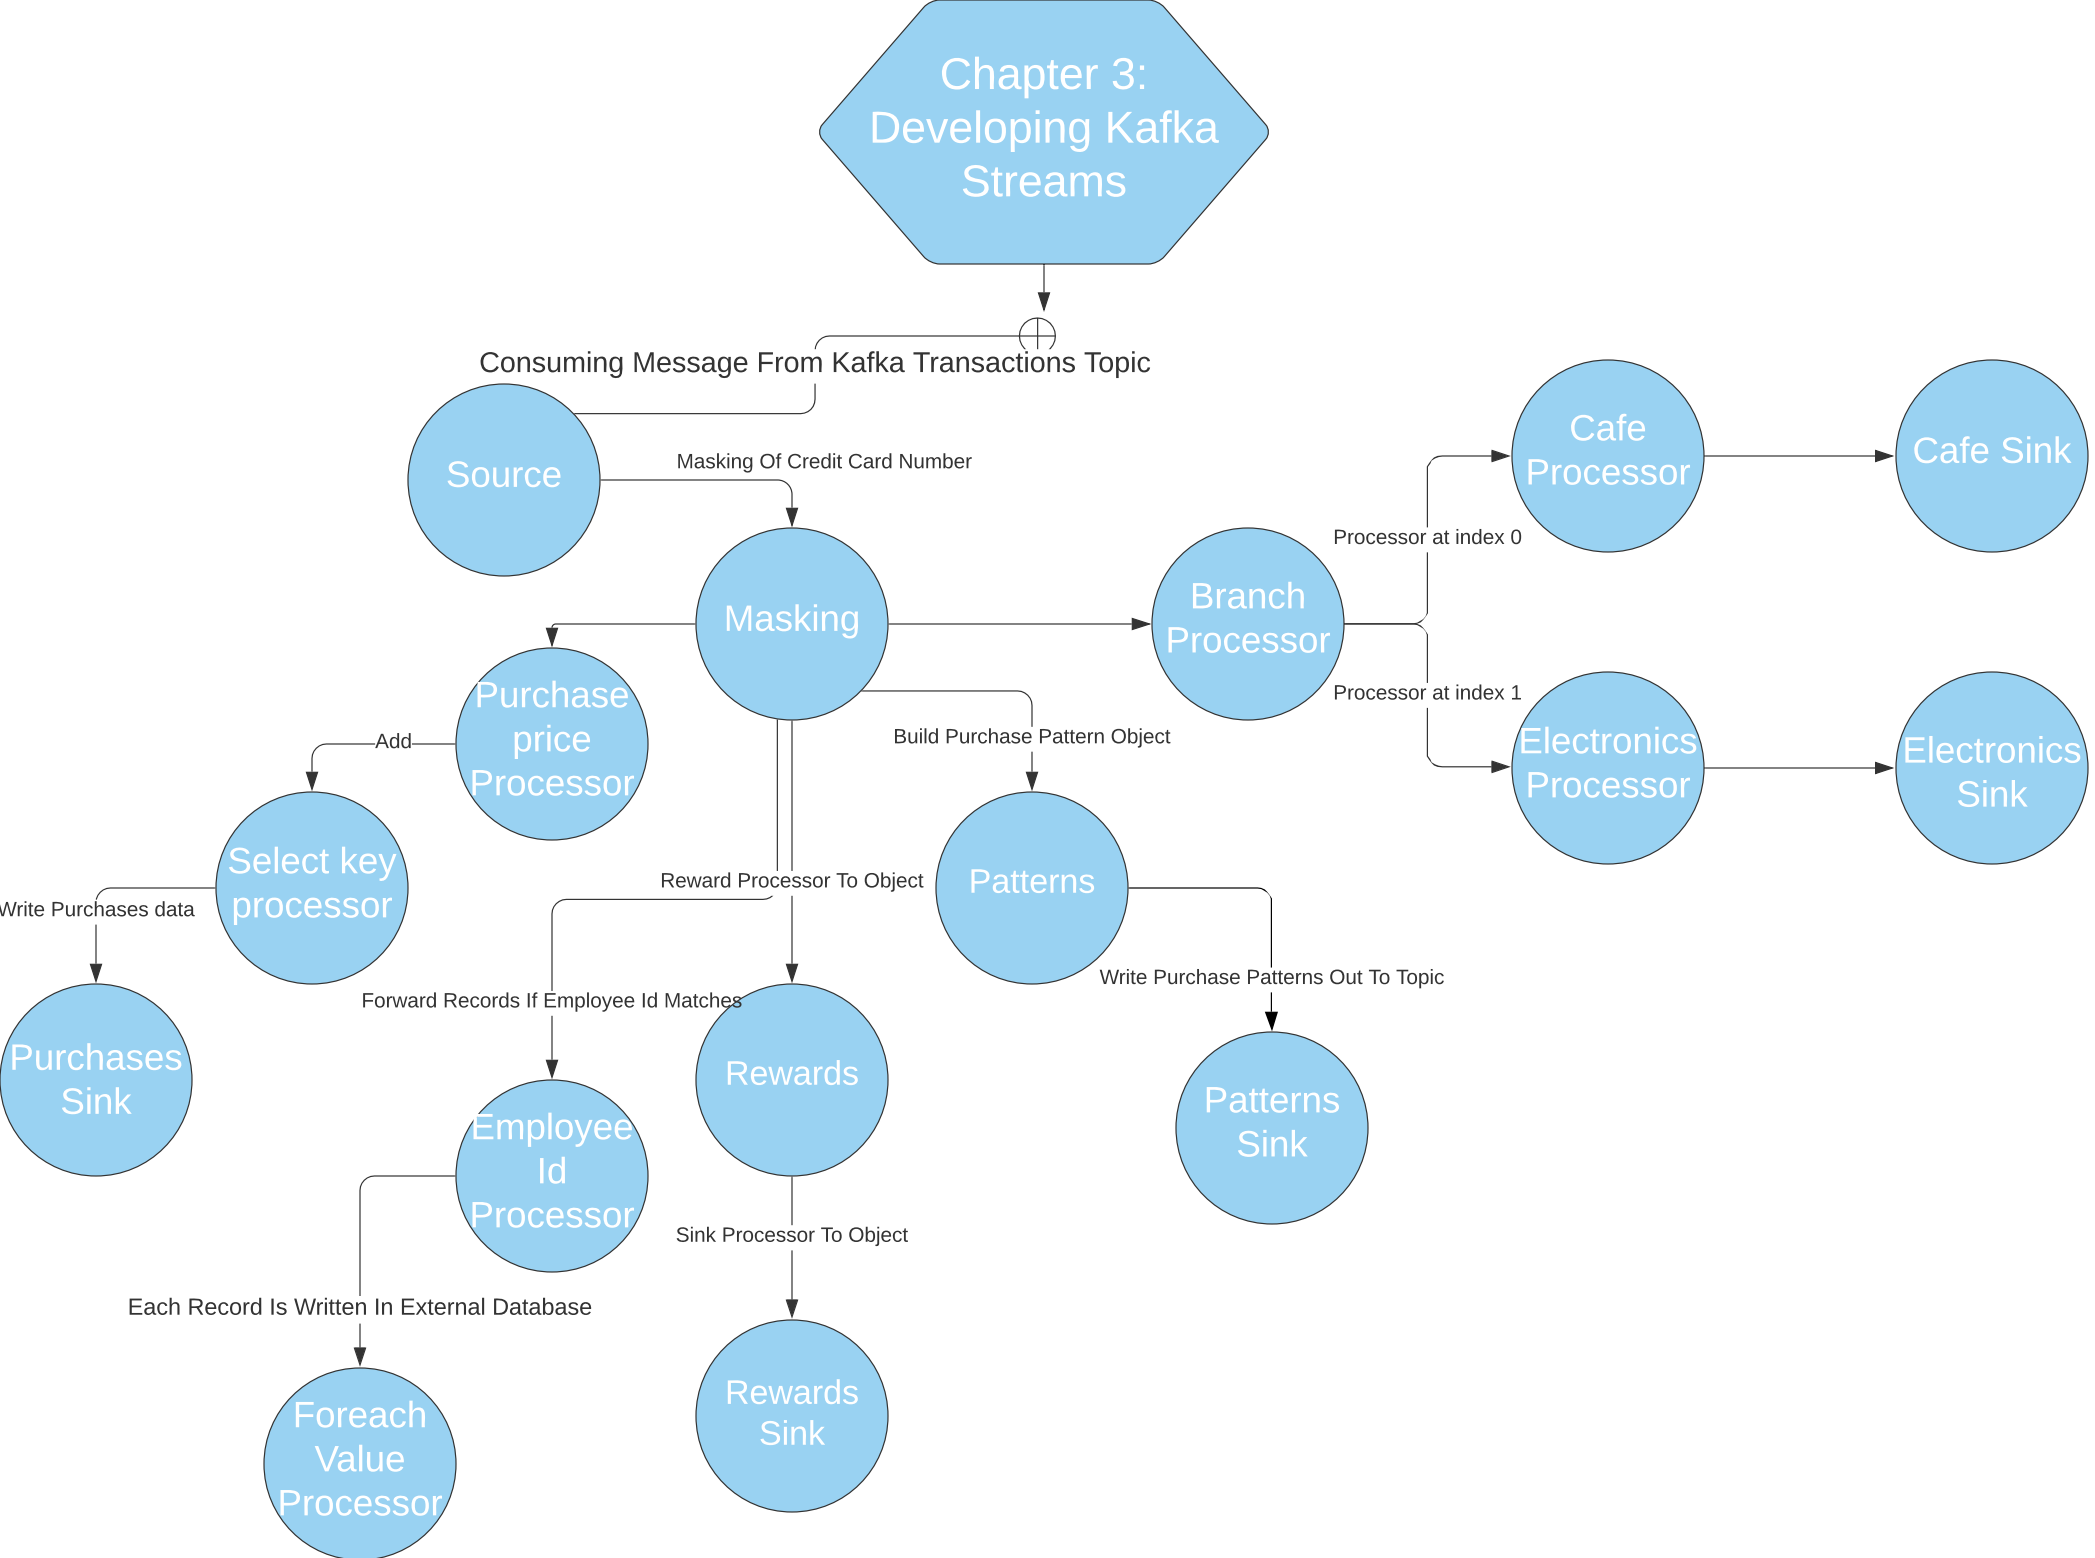 Chapter 3:
Developing Kafka
Streams
Consuming Message From Kafka Transactions Topic
Source
Masking Of Credit Card Number
Cafe
Processor
Cafe Sink
Processor at index 0
Masking
Branch
Processor
Processor at index 1
Purchase
price
Processor
Add
Build Purchase Pattern Object
Electronics
Processor
Electronics
Sink
Select key
processor
Write Purchases data
Reward Processor To Object
Patterns
Write Purchase Patterns Out To Topic
Forward Records If Employee Id Matches
Purchases
Sink
Rewards
Employee
Id
Processor
Patterns
Sink
Sink Processor To Object
Each Record Is Written In External Database
Rewards
Sink
Foreach
Value
Processor